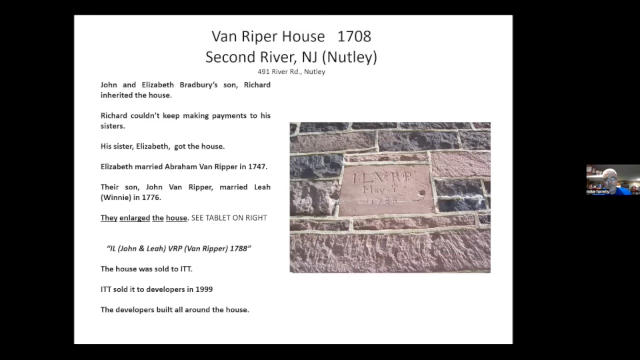 Van Riper House 1708
Second River, NJ (Nutley)
491 River Rd., Nutley
John and Elizabeth Bradbury's son, Richard
inherited the house.
Richard couldn't keep making payments to his
sisters.
His sister, Elizabeth, got the house.
Elizabeth married Abraham Van Ripper in 1747.
Their son, John Van Ripper, married Leah
(Winnie) in 1776.
They enlarged the house. SEE TABLET ON RIGHT
"IL (John & Leah) VRP (Van Ripper) 1788"
The house was sold to ITT.
ITT sold it to developers in 1999
The developers built all around the house.
May